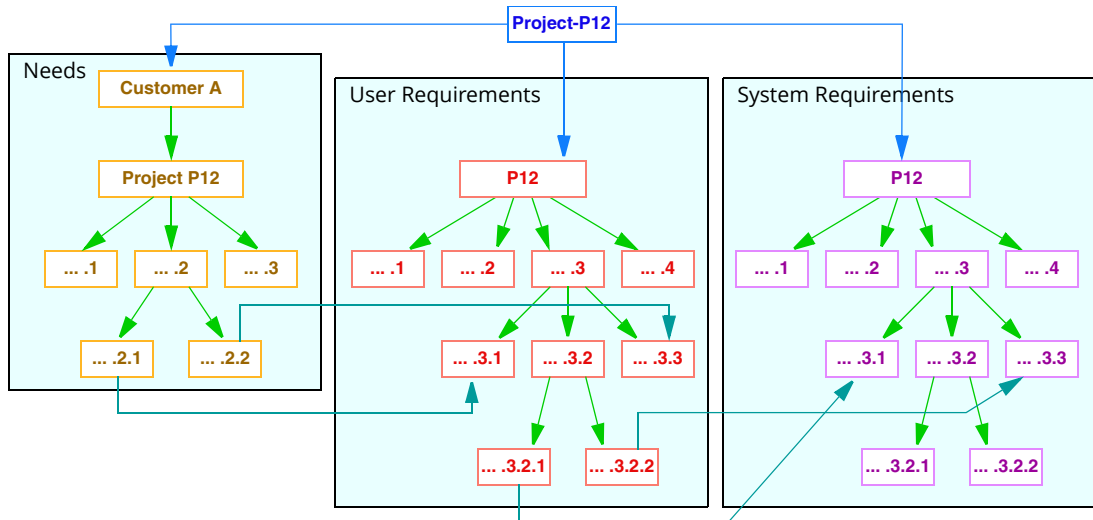 Project-P12
Needs
Customer A
Project P12
... .1
... .2
... .3
... .2.1
... .2.2
User Requirements
P12
... .1
... .2
... .3
... .4
... .3.1
... .3.2
... .3.3
... .3.2.1
... .3.2.2
System Requirements
P12
... .1
... .2
... .3
... .4
... .3.1
... .3.2
... .3.3
... .3.2.1
... .3.2.2